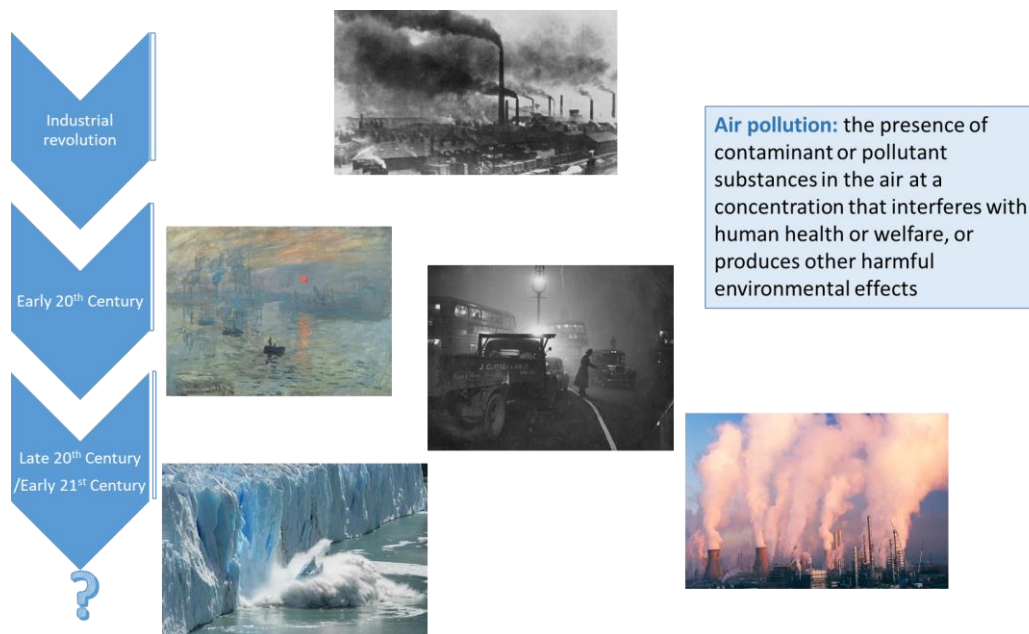 Industrial
revolution
Air pollution: the presence of
contaminant or pollutant
substances in the air at a
concentration that interferes with
human health or welfare, or
produces other harmful
environmental effects
Early 20th Century
Late 20th Century
/Early 21st Century
?